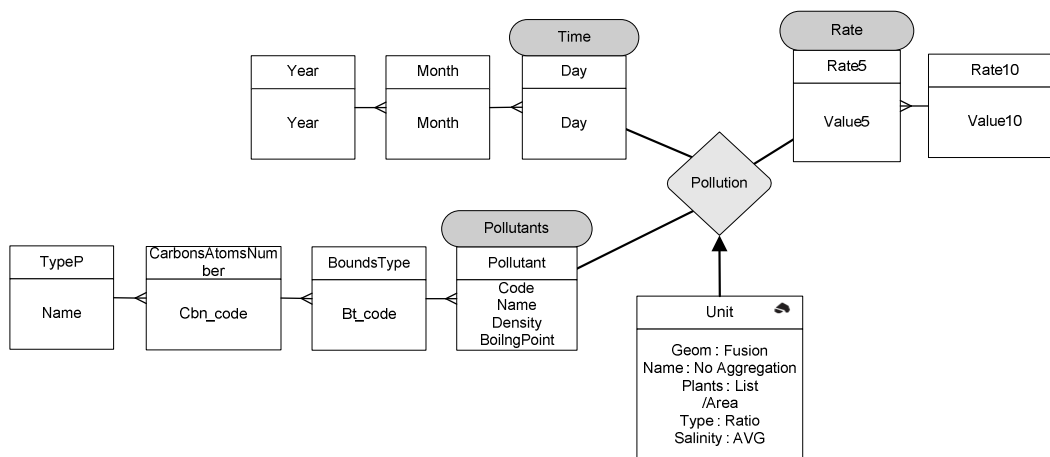 Time
Rate
Year
Month
Day
Rate5
Rate10
Year
Month
Day
Value5
Value10
Pollution
Pollutants
TypeP
CarbonsAtomsNum
ber
BoundsType
Pollutant
Name
Cbn_code
Bt_code
Code
Name
Density
BoilngPoint
Unit
Geom : Fusion
Name : No Aggregation
Plants : List
/Area
Type : Ratio
Salinity : AVG